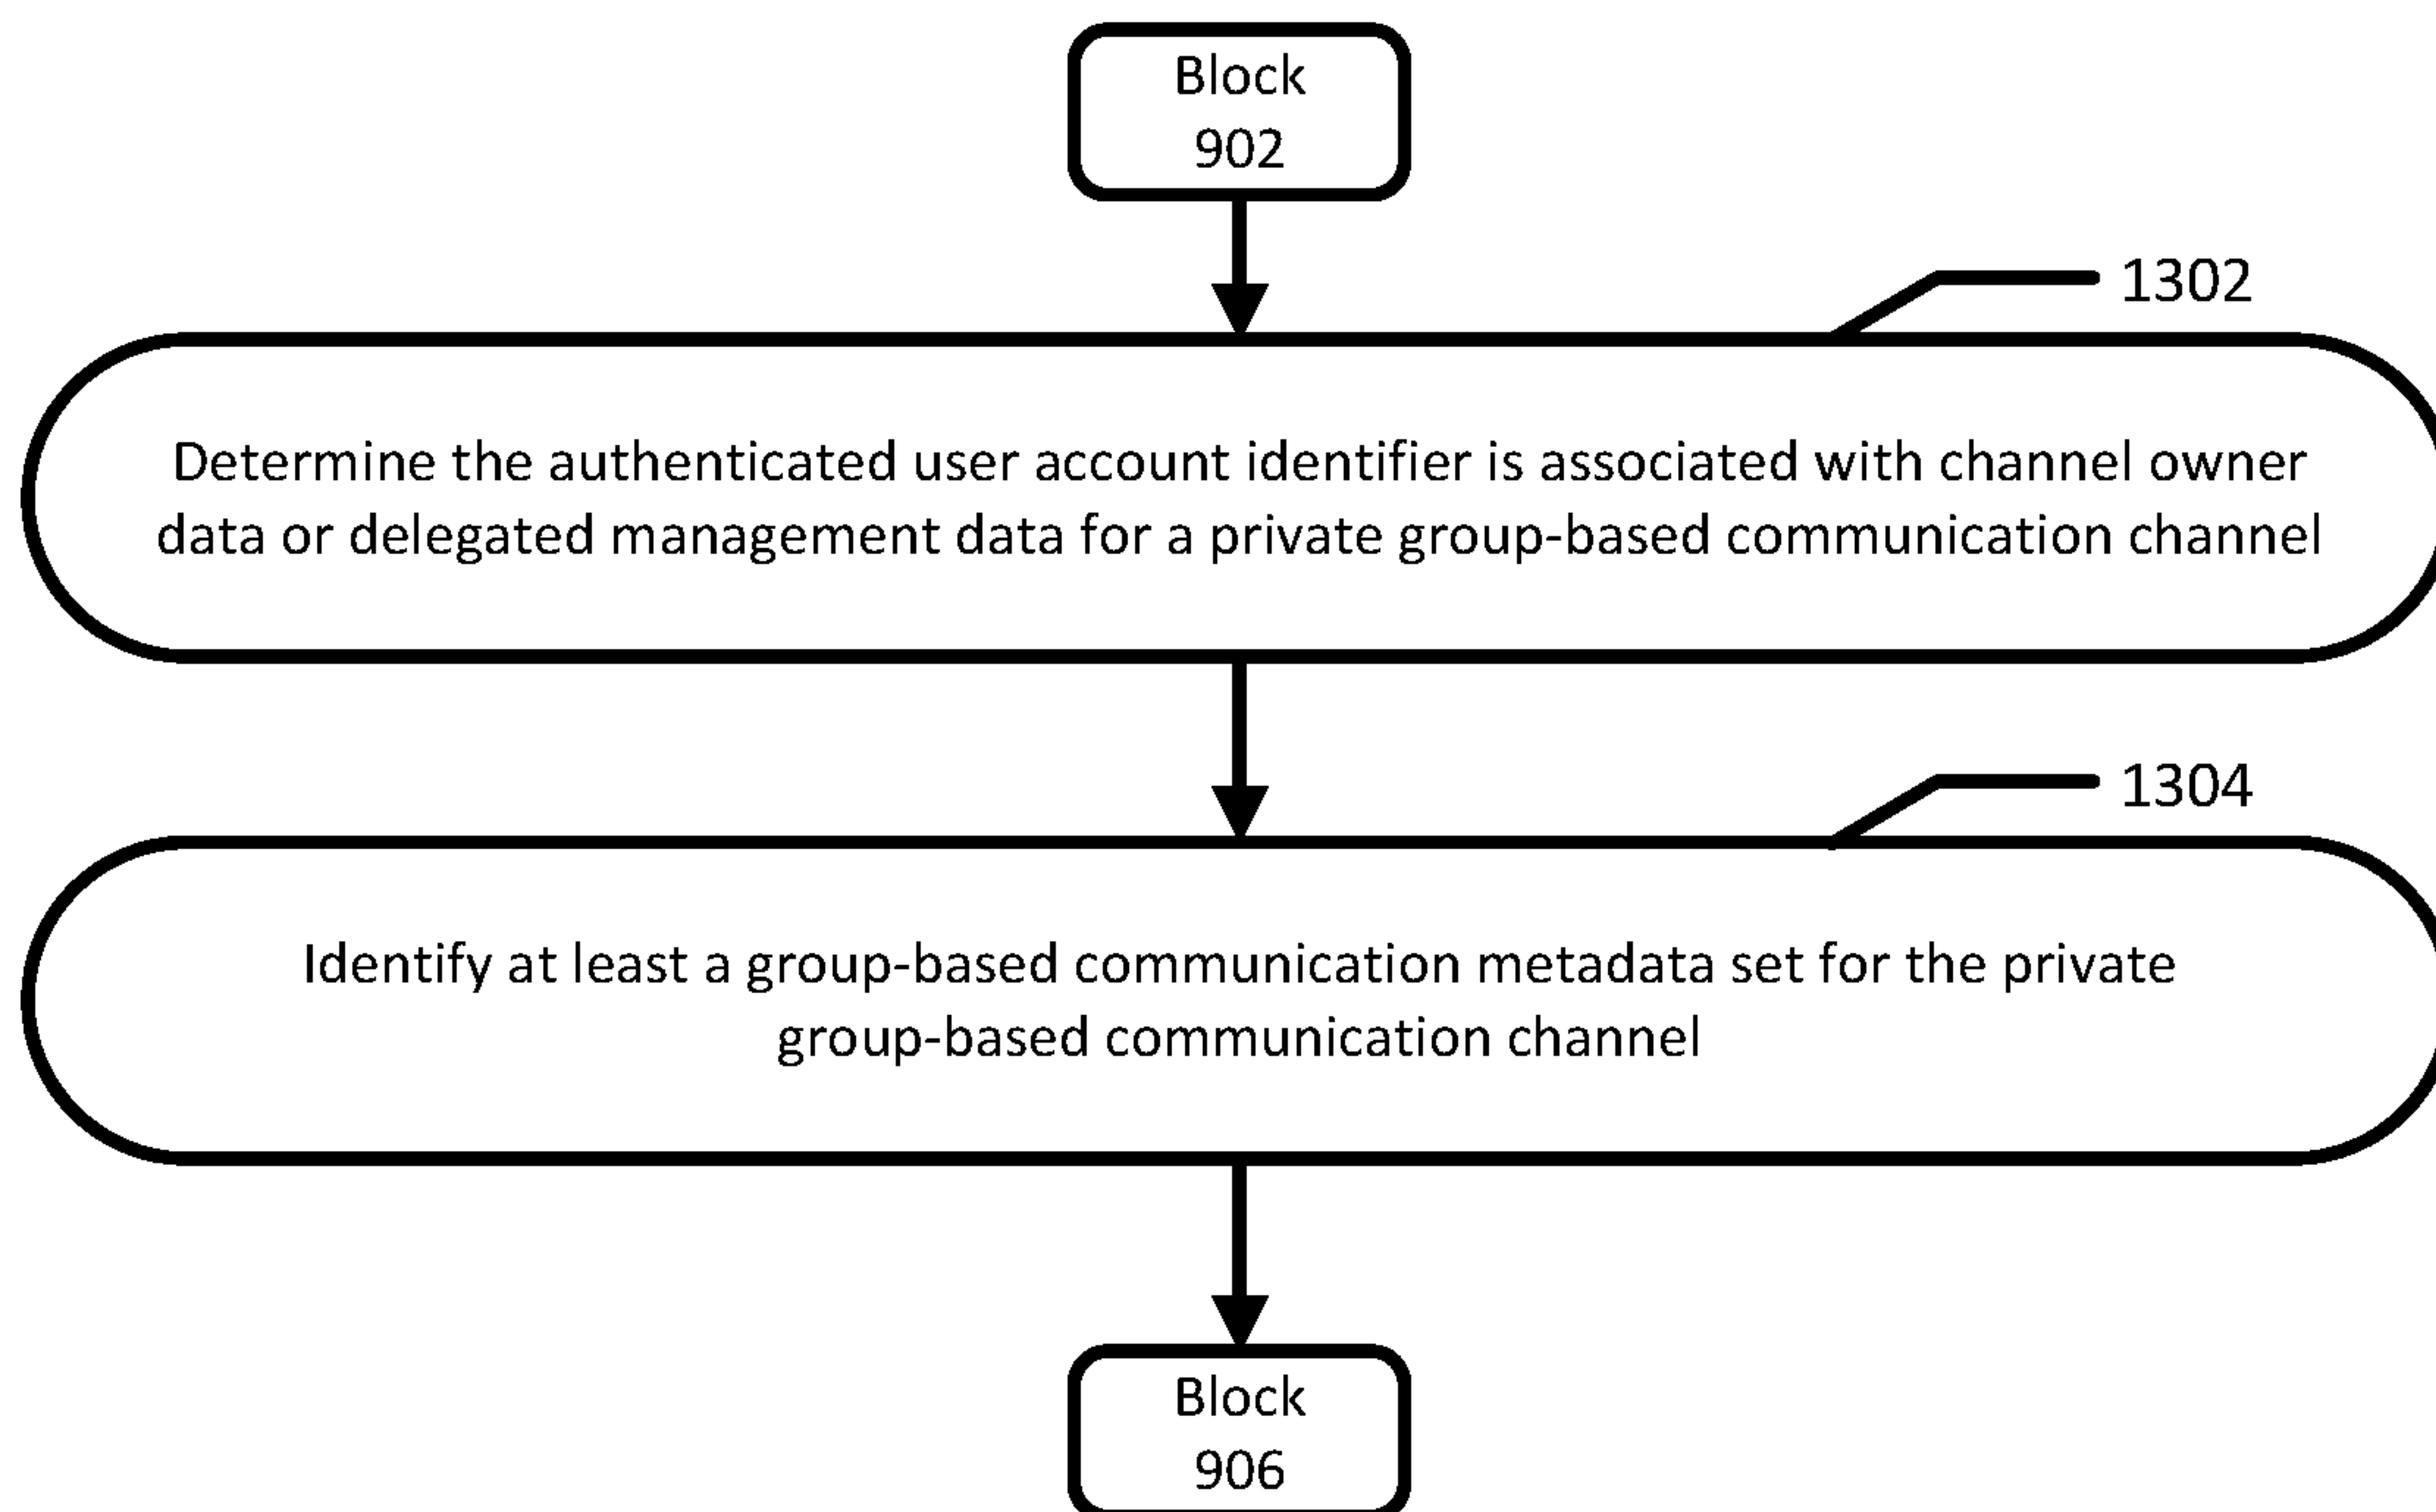 Block
902
1302
Determine the authenticated user account identifier is associated with channel owner
data or delegated management data for a private group-based communication channel
1304
Identify at least a group-based communication metadata set for the private
group-based communication channel
Block
906